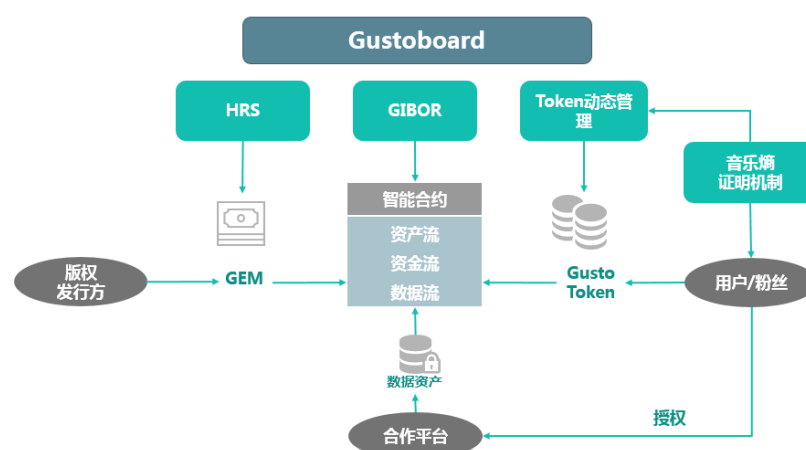 Gustoboard
HRS
GIBOR
Token动态管
理
音乐熵
证明机制
智能合约
资产流
资金流
数据流
版权
发行方
GEM
Gusto
Token
用户/粉丝
数据资产
合作平台
授权